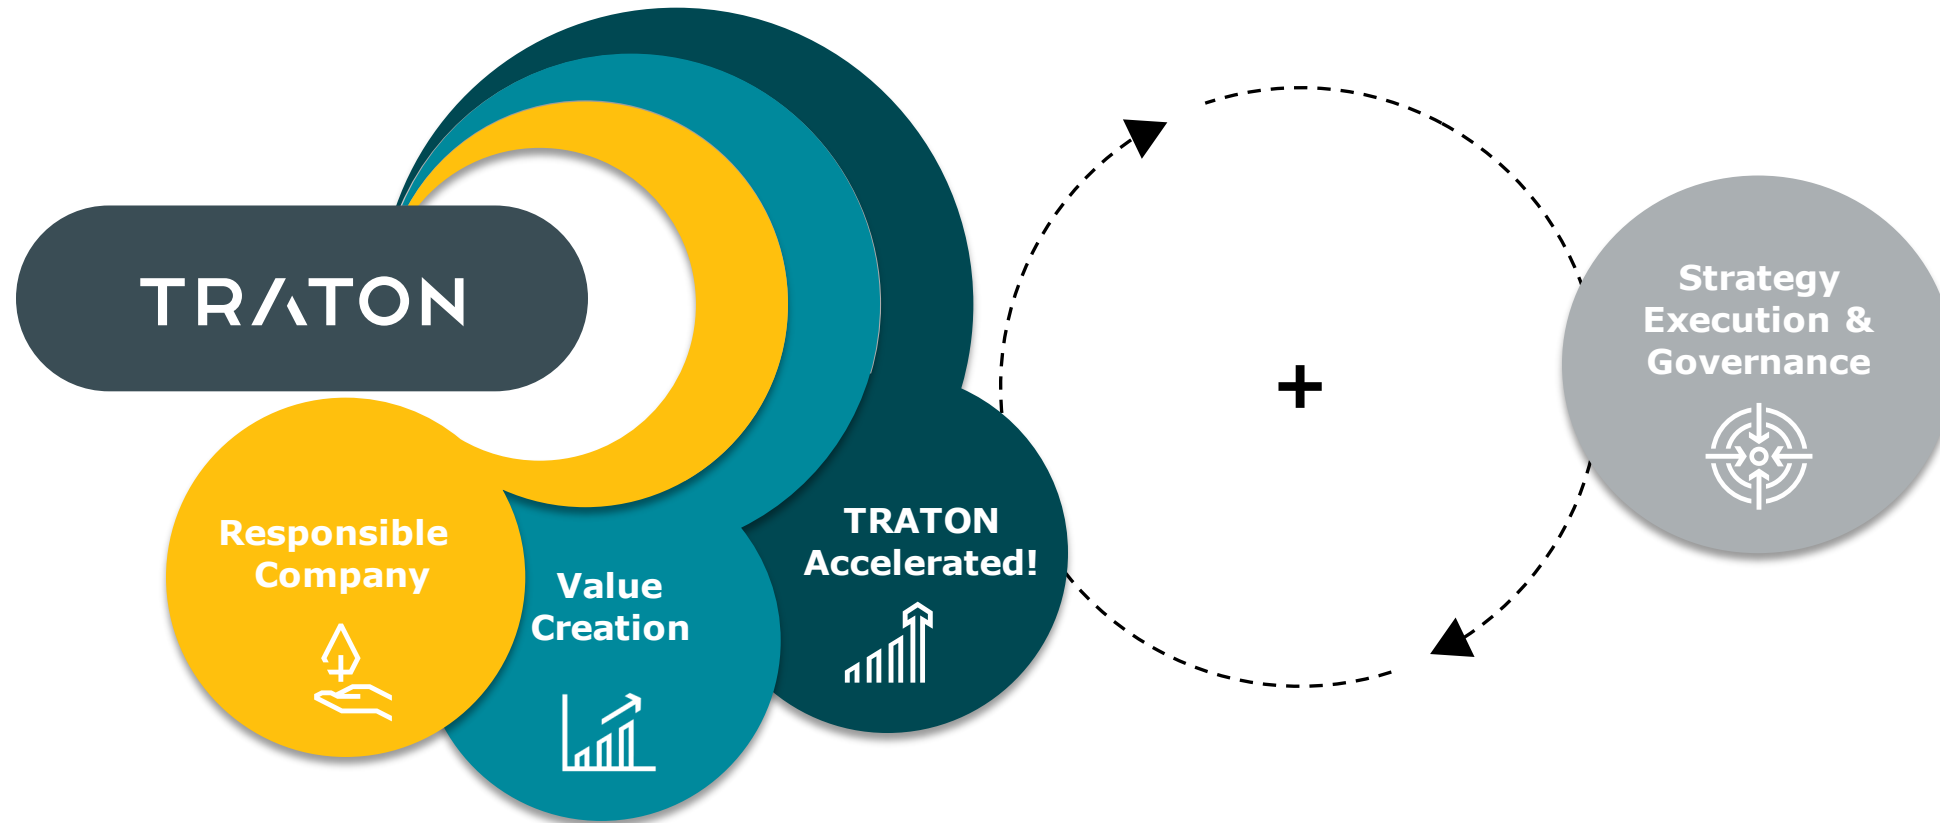 TRATON
Responsible
Company
Value
Creation
TRATON
Accelerated!
+
Strategy
Execution &
Governance